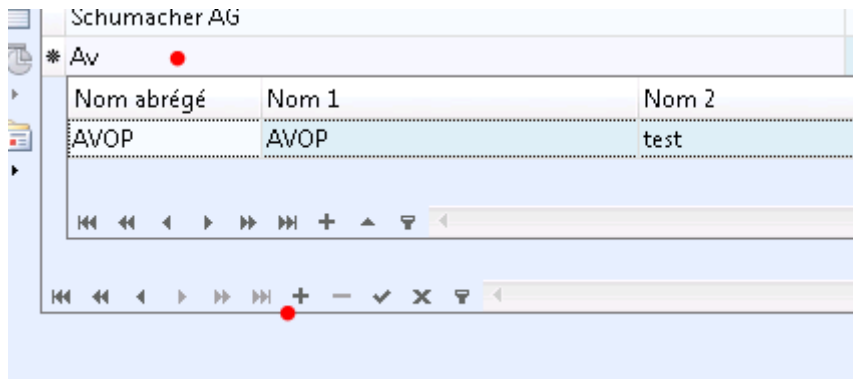 Schumacher AG
Av
Nom abrégé Nom 1 Nom 2
AVOP AVOP test